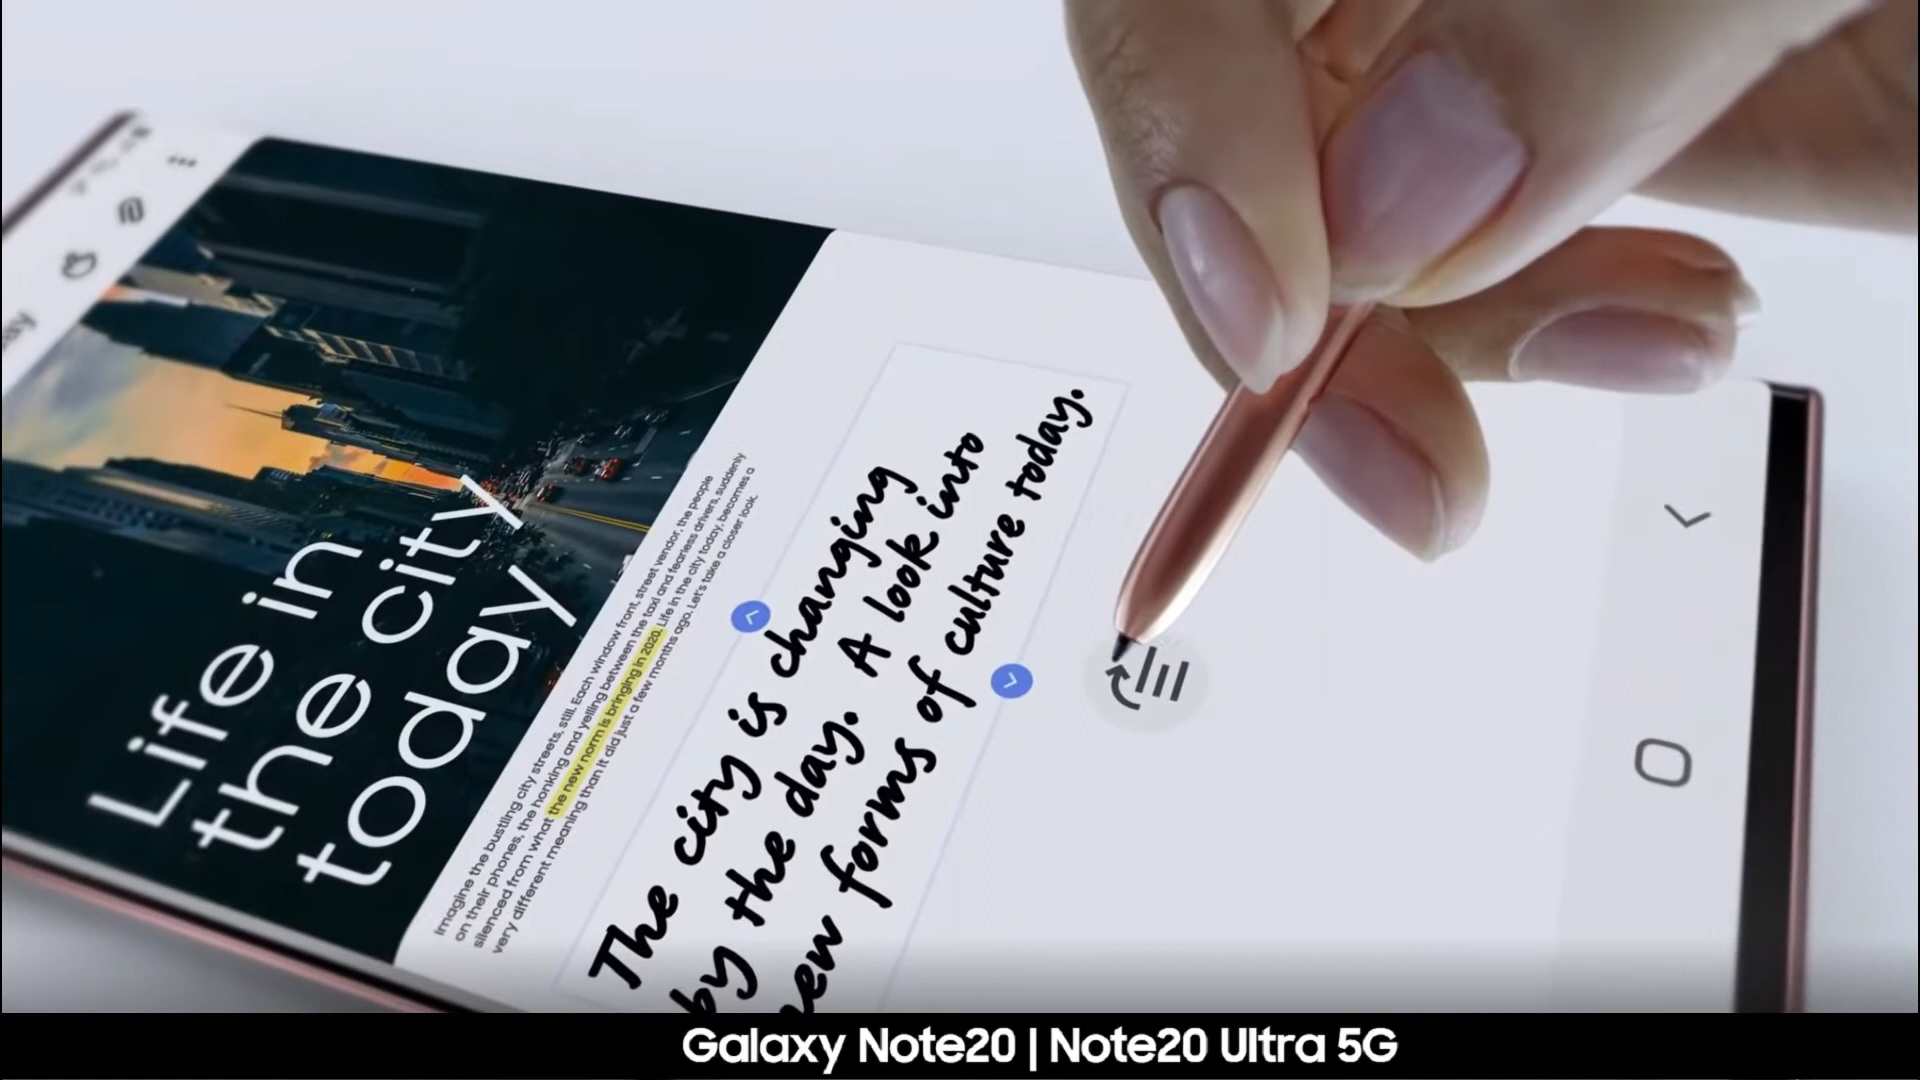 ay
Life in
the city
today
Imagine the bustling city streets, still. Each window front, street vendor, the people
on their phones, the honking and yelling between the taxi and fearless drivers, suddenly
silenced from what the new norm is bringing in 2020. Life in the city today, becomes a
very different meaning than it did just a few months ago. Let's take a closer look.
The city is changing
by the day. A look into
new forms of culture today.
Galaxy Note20 | Note20 Ultra 5G